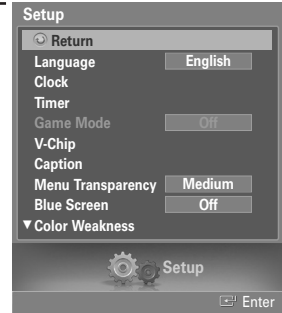 Setup
Return
Language English
Clock
Timer
Game Mode Off
V-Chip
Caption
Menu Transparency Medium
Blue Screen Off
▼Color Weakness
Setup
Enter